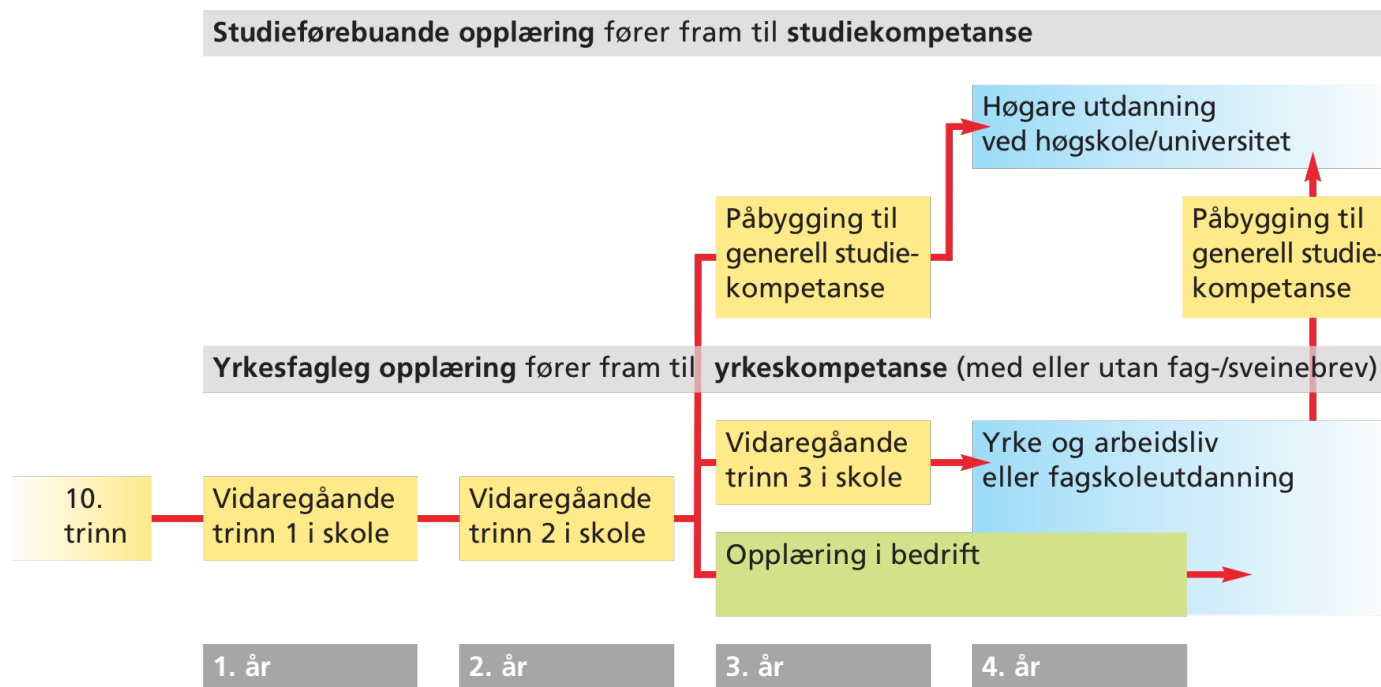 Studieførebuande opplæring fører fram til studiekompetanse
Høgare utdanning
ved høgskole/universitet
Påbygging til
generell studie-
kompetanse
Påbygging til
generell studie-
kompetanse
Yrkesfagleg opplæring fører fram til yrkeskompetanse (med eller utan fag-/sveinebrev)
10.
trinn
Vidaregåande
trinn 1 i skole
Vidaregåande
trinn 2 i skole
Vidaregåande
trinn 3 i skole
Yrke og arbeidsliv
eller fagskoleutdanning
Opplæring i bedrift
1. år
2. år
3. år
4. år